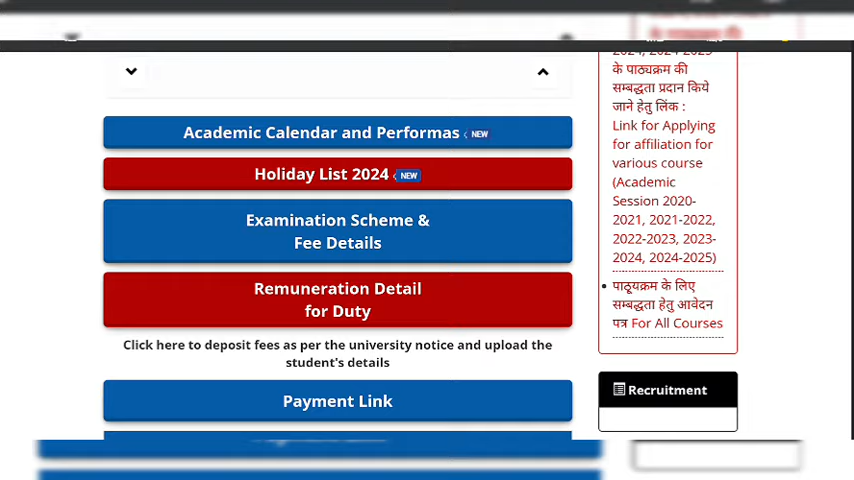 Academic Calendar and Performas NEW
Holiday List 2024 NEW
Examination Scheme &
Fee Details
Remuneration Detail
for Duty
Click here to deposit fees as per the university notice and upload the
student's details
Payment Link
के पाठ्यक्रम की
सम्बद्धता प्रदान किये
जाने हेतु लिंक :
Link for Applying
for affiliation for
various course
(Academic
Session 2020-
2021, 2021-2022,
2022-2023, 2023-
2024, 2024-2025)
पाठ्यक्रम के लिए
सम्बद्धता हेतु आवेदन
पत्र For All Courses
Recruitment